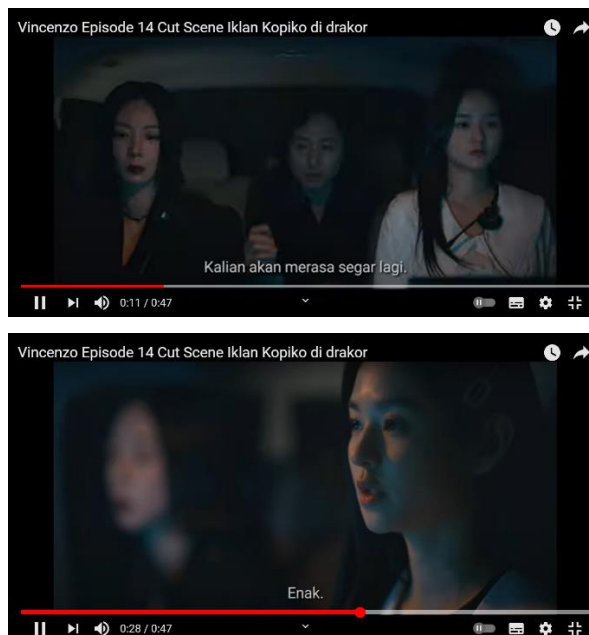 Vincenzo Episode 14 Cut Scene Iklan Kopiko di drakor
Kalian akan merasa segar lagi.
0:11 / 0:47
Vincenzo Episode 14 Cut Scene Iklan Kopiko di drakor
Enak.
0:28 / 0:47